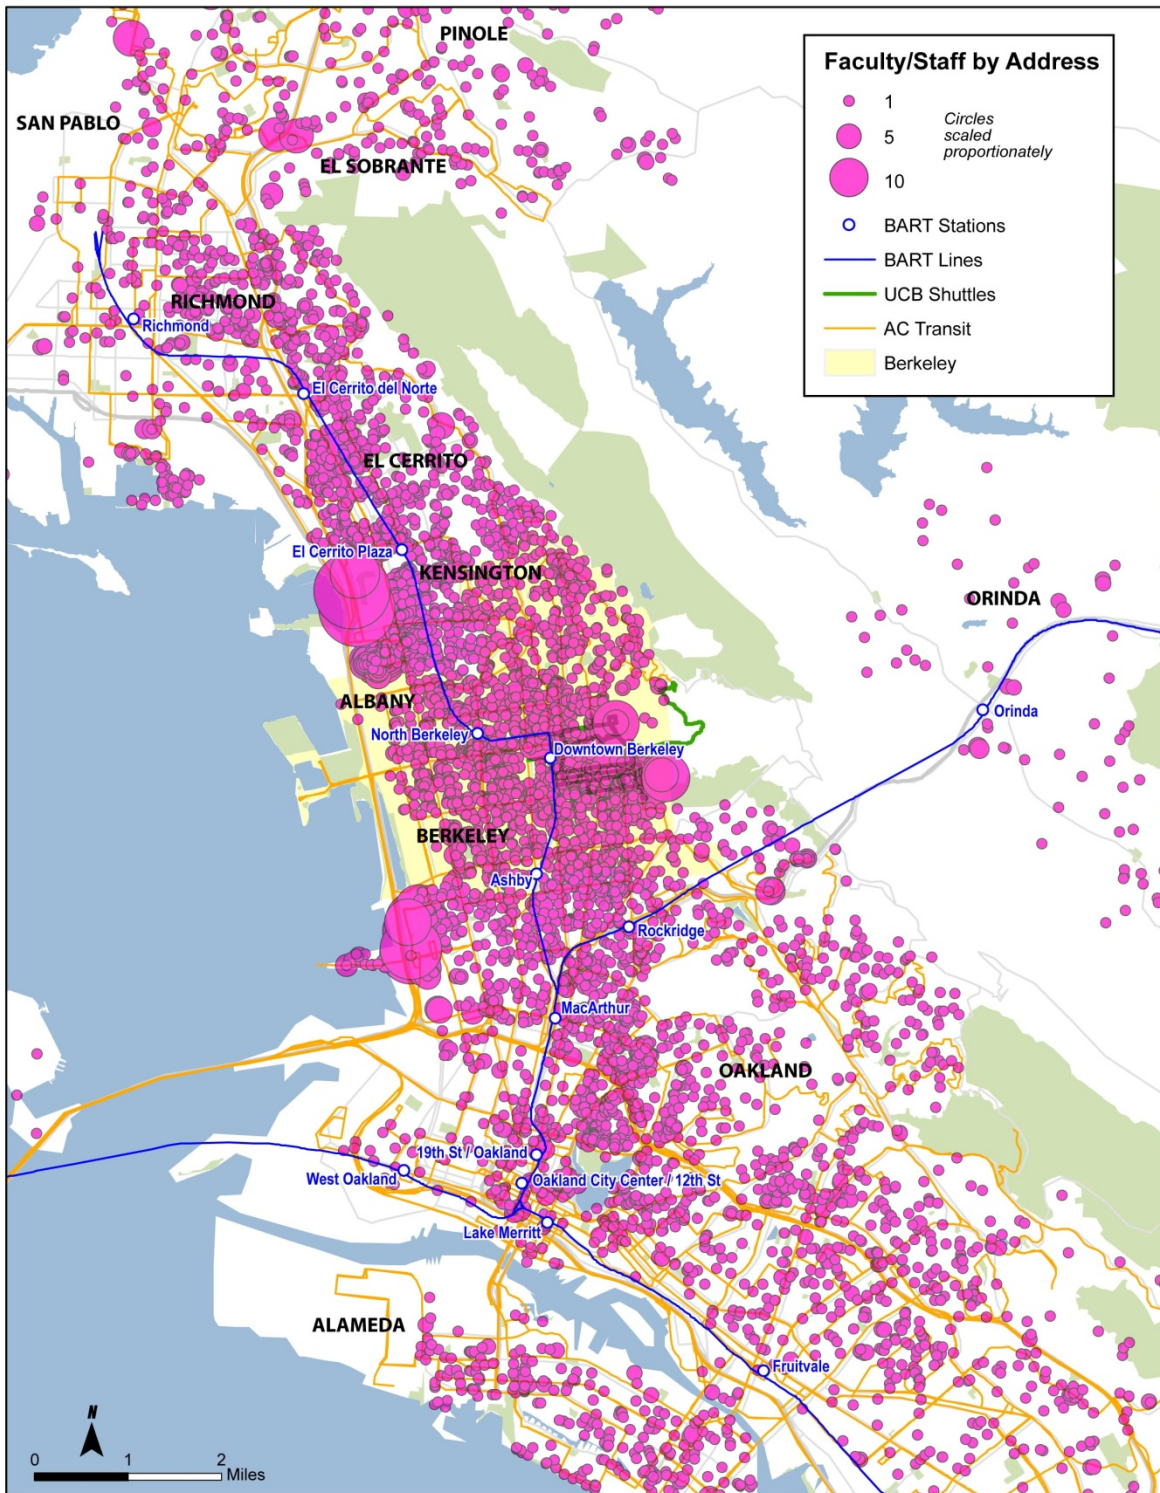 PINOLE
Faculty/Staff by Address
1
5
10
Circles
scaled
proportionately
BART Stations
BART Lines
UCB Shuttles
AC Transit
Berkeley
SAN PABLO
EL SOBRANTE
RICHMOND
Richmond
El Cerrito del Norte
EL CERRITO
El Cerrito Plaza
KENSINGTON
ORINDA
ALBANY
Orinda
North Berkeley
Downtown Berkeley
BERKELEY
Ashby
Rockridge
MacArthur
OAKLAND
19th St / Oakland
West Oakland
Oakland City Center / 12th St
Lake Merritt
ALAMEDA
Fruitvale
N
0 1 2
Miles